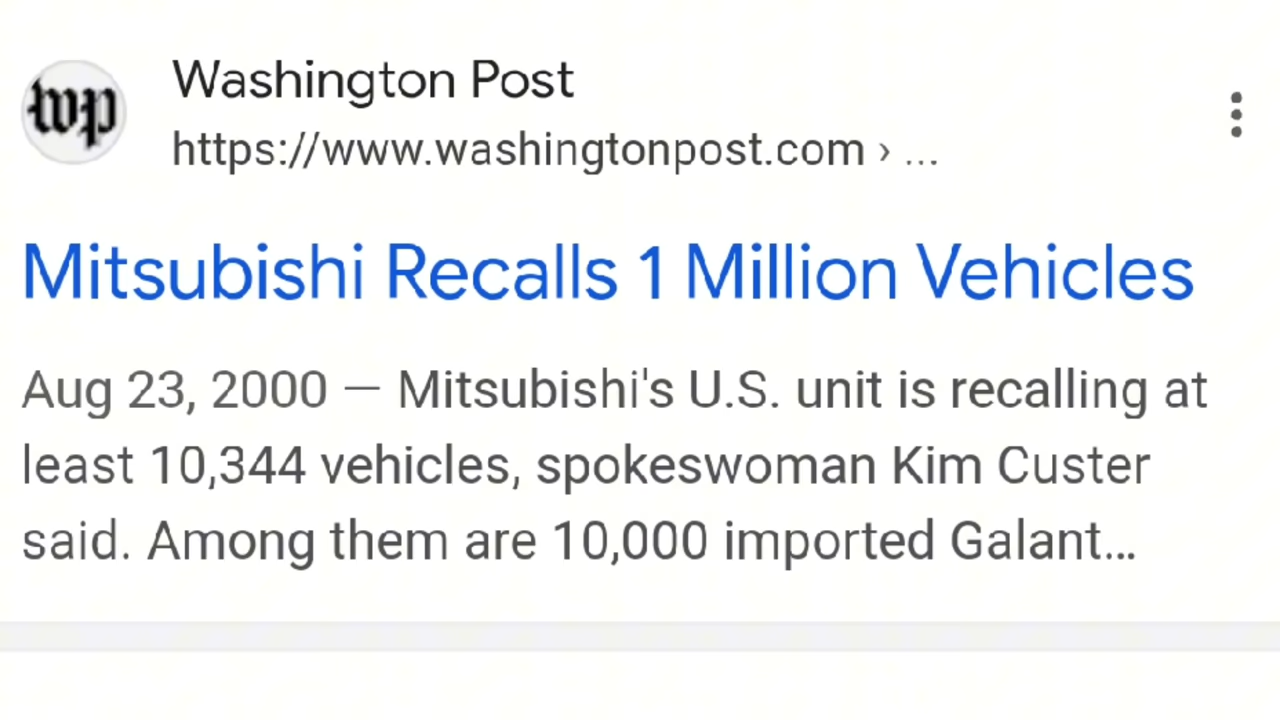 wp
Washington Post
https://www.washingtonpost.com › ...
Mitsubishi Recalls 1 Million Vehicles
Aug 23, 2000 — Mitsubishi's U.S. unit is recalling at
least 10,344 vehicles, spokeswoman Kim Custer
said. Among them are 10,000 imported Galant...